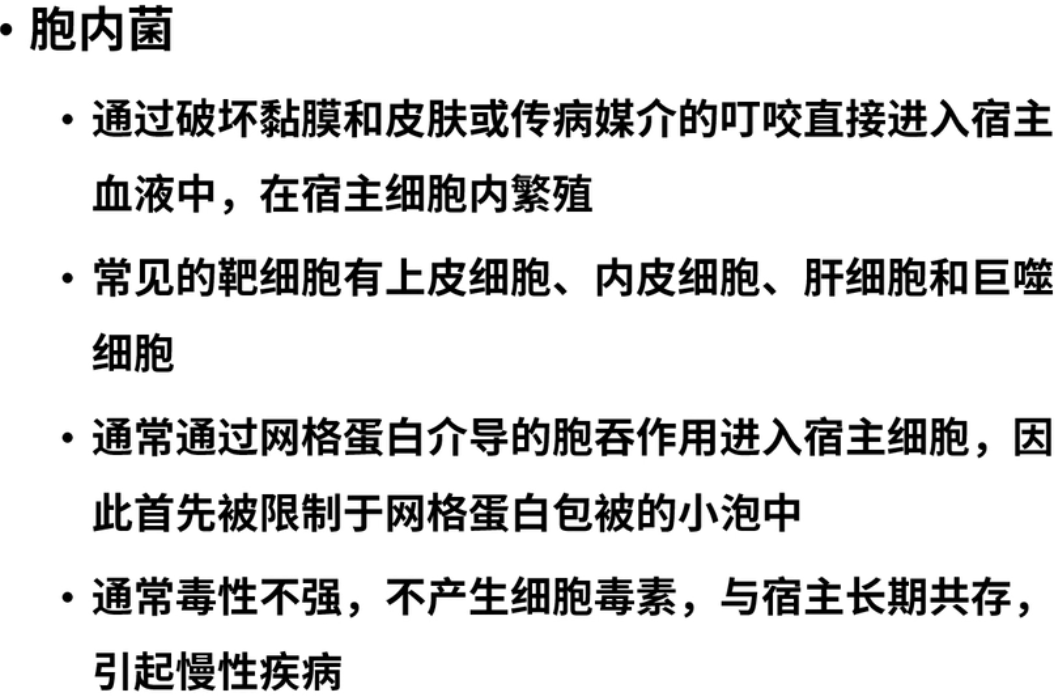 • 胞内菌
• 通过破坏黏膜和皮肤或传病媒介的叮咬直接进入宿主
血液中，在宿主细胞内繁殖
• 常见的靶细胞有上皮细胞、内皮细胞、肝细胞和巨噬
细胞
• 通常通过网格蛋白介导的胞吞作用进入宿主细胞，因
此首先被限制于网格蛋白包被的小泡中
• 通常毒性不强，不产生细胞毒素，与宿主长期共存，
引起慢性疾病